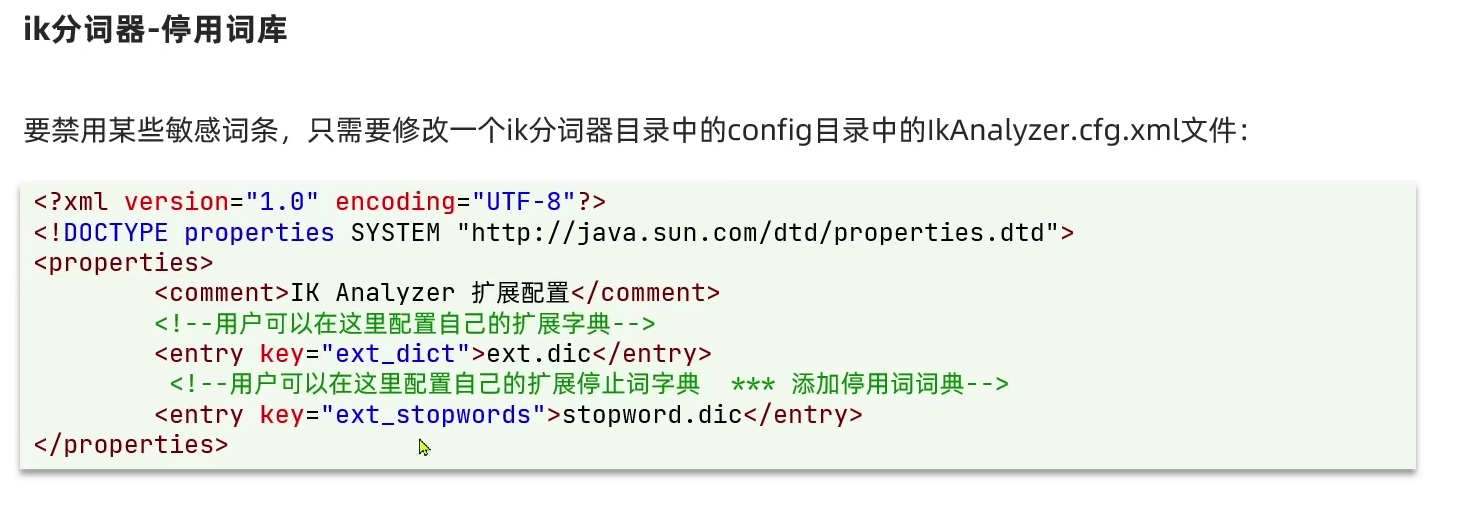 ik分词器-停用词库
要禁用某些敏感词条，只需要修改一个ik分词器目录中的config目录中的IkAnalyzer.cfg.xml文件：
<?xml version="1.0" encoding="UTF-8"?>
<!DOCTYPE properties SYSTEM "http://java.sun.com/dtd/properties.dtd">
<properties>
        <comment>IK Analyzer 扩展配置</comment>
        <!--用户可以在这里配置自己的扩展字典-->
        <entry key="ext_dict">ext.dic</entry>
         <!--用户可以在这里配置自己的扩展停止词字典  *** 添加停用词词典-->
        <entry key="ext_stopwords">stopword.dic</entry>
</properties>